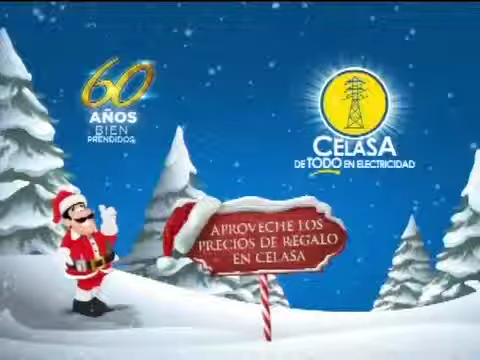 60
AÑOS
BIEN
PRENDIDOS
CELASA
DE TODO EN ELECTRICIDAD
APROVECHE LOS
PRECIOS DE REGALO
EN CELASA